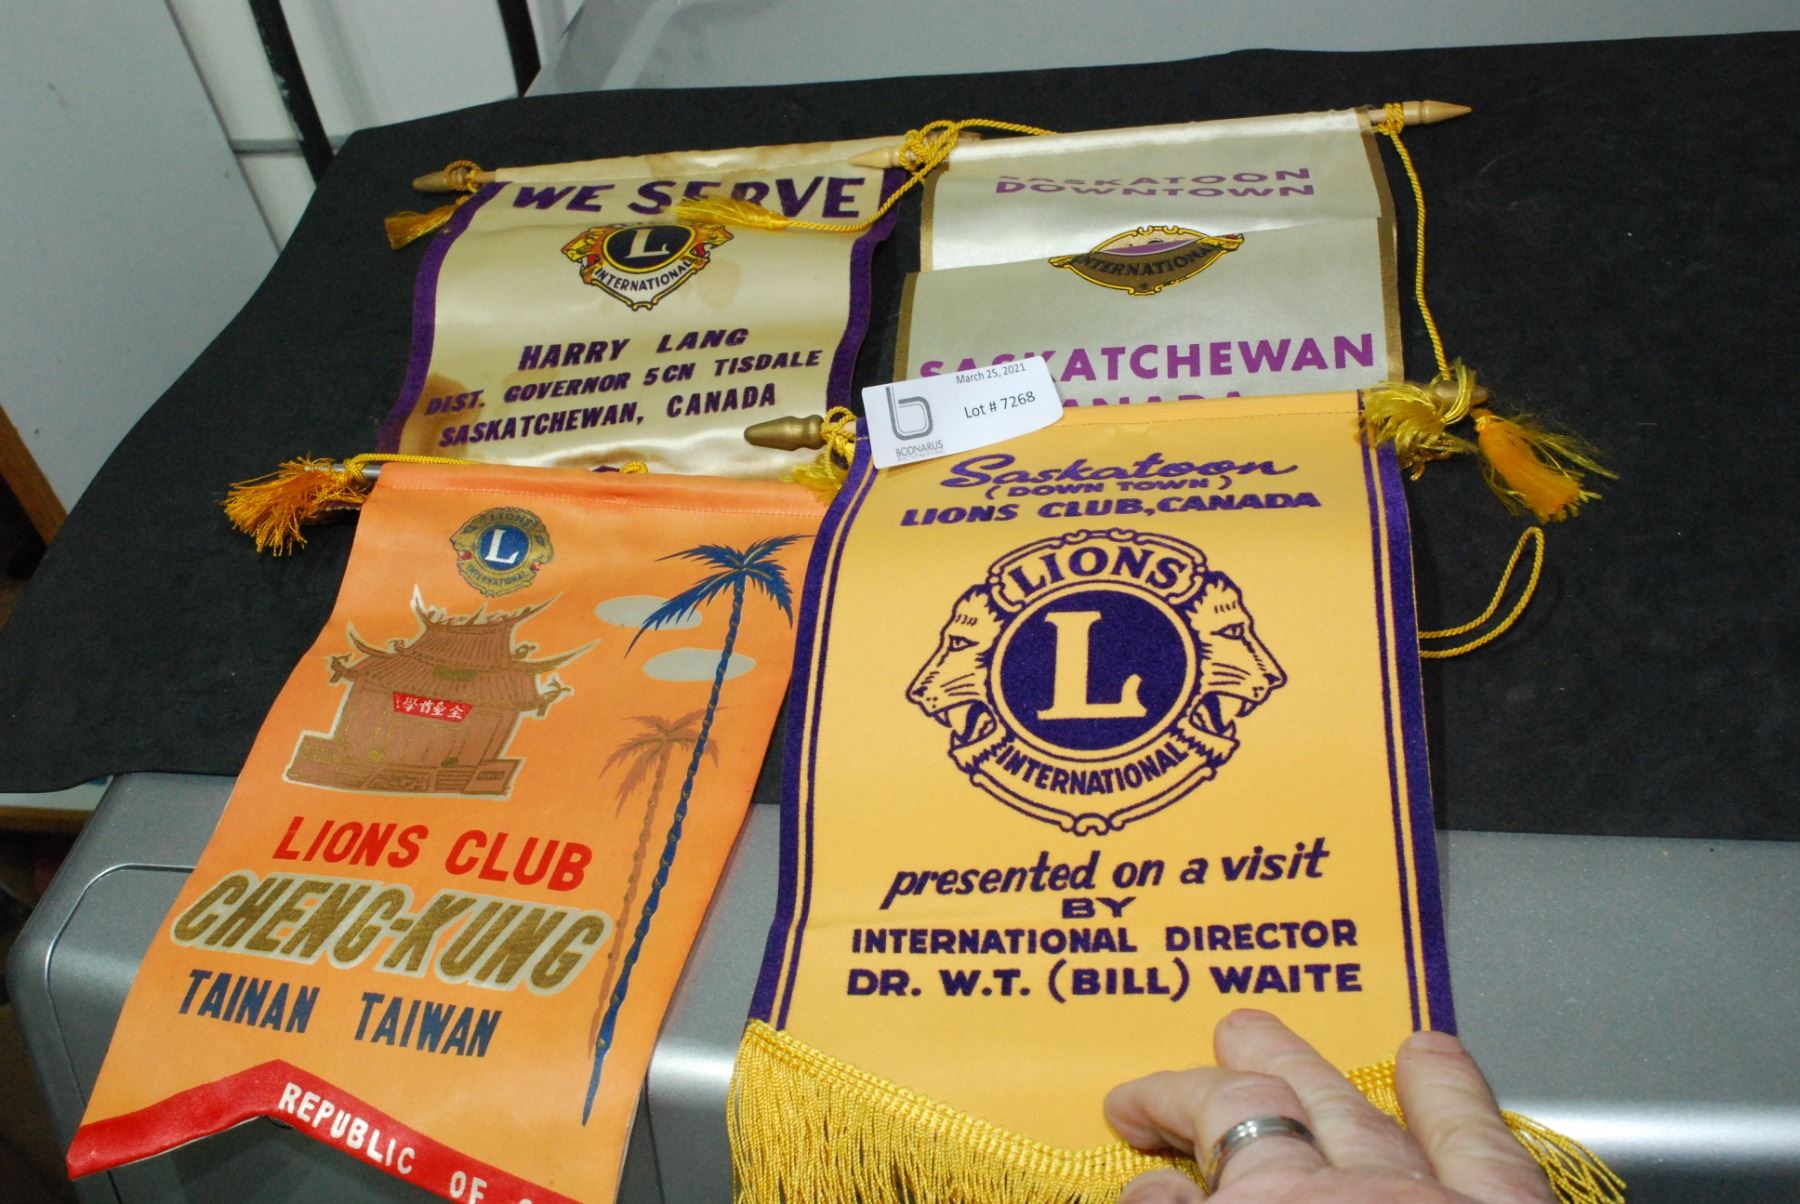 WE SERVE
L
INTERNATIONAL
HARRY LANG
DIST. GOVERNOR 5CN TISDALE
SASKATCHEWAN, CANADA
SASKATOON
DOWNTOWN
INTERNATIONAL
SASKATCHEWAN
CANADA
March 25, 2021
Lot # 7268
BODNARUS
LIONS
L
INTERNATIONAL
LIONS CLUB
CHENG-KUNG
TAINAN TAIWAN
REPUBLIC OF
Saskatoon
(DOWN TOWN)
LIONS CLUB, CANADA
LIONS
L
INTERNATIONAL
presented on a visit
BY
INTERNATIONAL DIRECTOR
DR. W.T. (BILL) WAITE